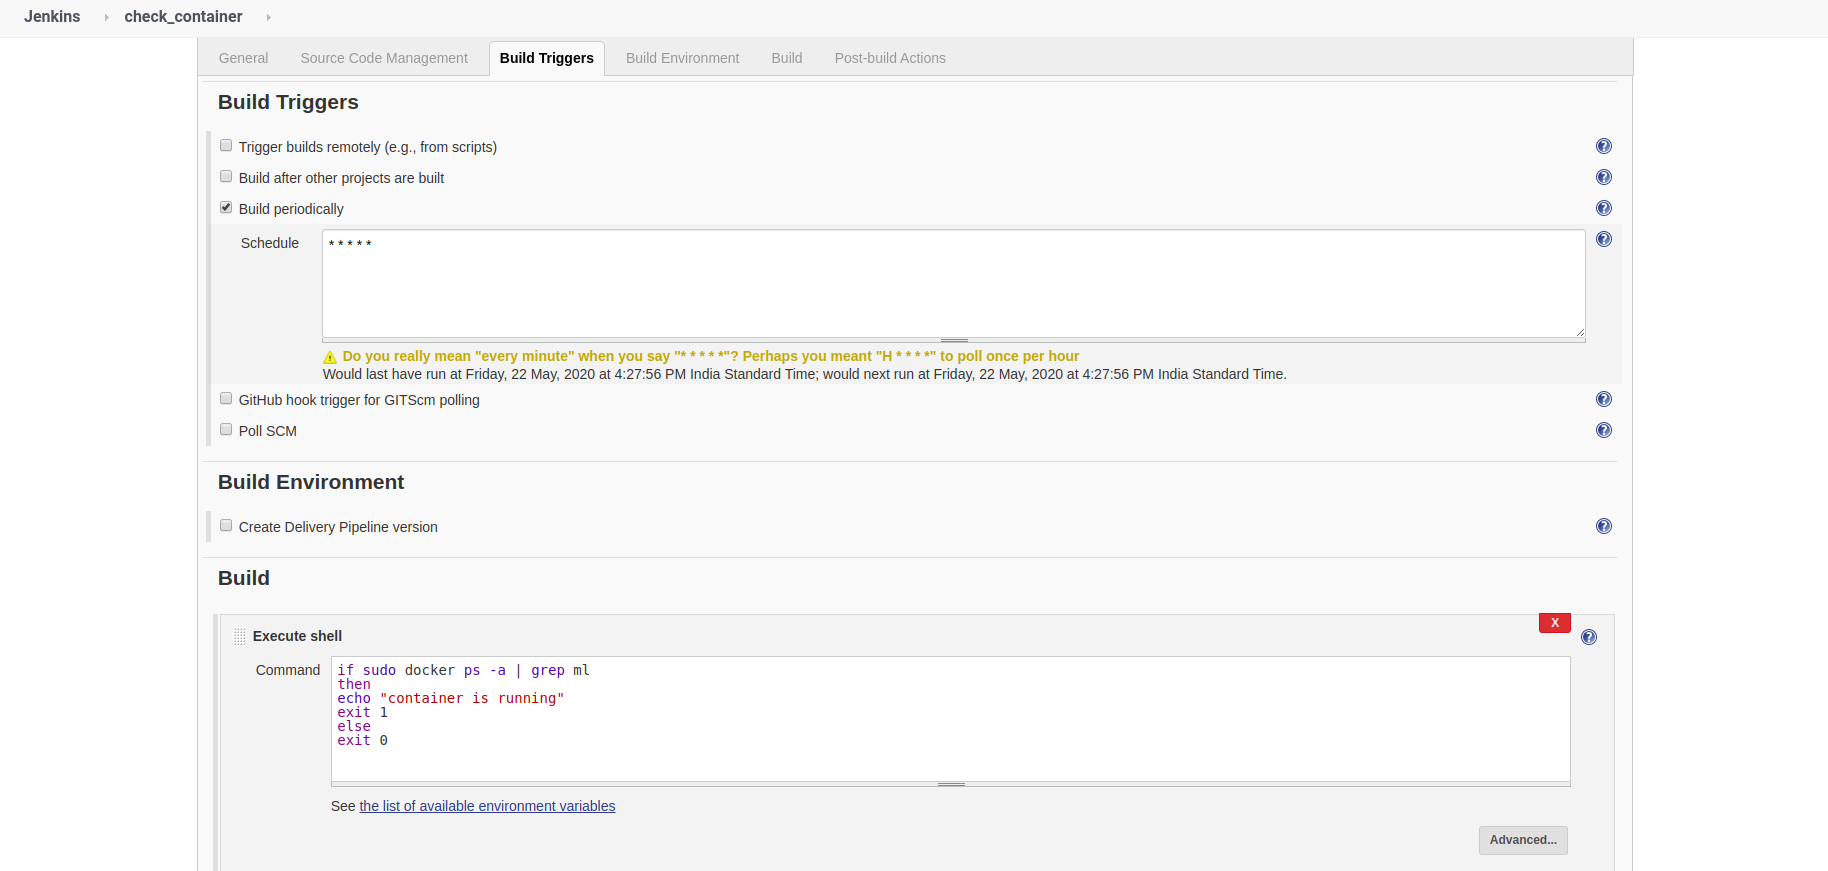 Jenkins check_container
General Source Code Management Build Triggers Build Environment Build Post-build Actions
Build Triggers
Trigger builds remotely (e.g., from scripts)
Build after other projects are built
Build periodically
Schedule * * * * *
Do you really mean "every minute" when you say "* * * * *"? Perhaps you meant "H * * * *" to poll once per hour
Would last have run at Friday, 22 May, 2020 at 4:27:56 PM India Standard Time; would next run at Friday, 22 May, 2020 at 4:27:56 PM India Standard Time.
GitHub hook trigger for GITScm polling
Poll SCM
Build Environment
Create Delivery Pipeline version
Build
X
Execute shell
Command if sudo docker ps -a | grep ml
then
echo "container is running"
exit 1
else
exit 0
See the list of available environment variables
Advanced...